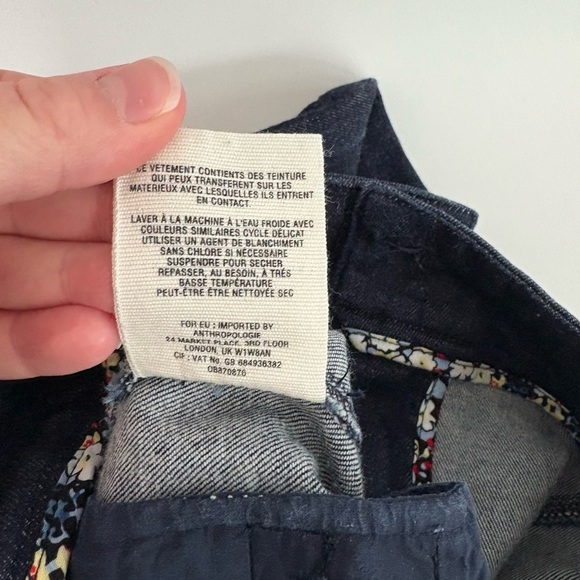 CE VETEMENT CONTIENTS DES TEINTURE
QUI PEUX TRANSFERENT SUR LES
MATERIEUX AVEC LESQUELLES ILS ENTRENT
EN CONTACT.
LAVER À LA MACHINE À L'EAU FROIDE AVEC
COULEURS SIMILAIRES CYCLE DÉLICAT
UTILISER UN AGENT DE BLANCHIMENT
SANS CHLORE SI NÉCESSAIRE
SUSPENDRE POUR SÉCHER
REPASSER, AU BESOIN, À TRÈS
BASSE TEMPÉRATURE
PEUT-ÊTRE ÊTRE NETTOYÉE SEC
FOR EU : IMPORTED BY
ANTHROPOLOGIE
24 MARKET PLACE, 3RD FLOOR
LONDON, UK W1W8AN
CIF : VAT No. GB 684936382
OB870876